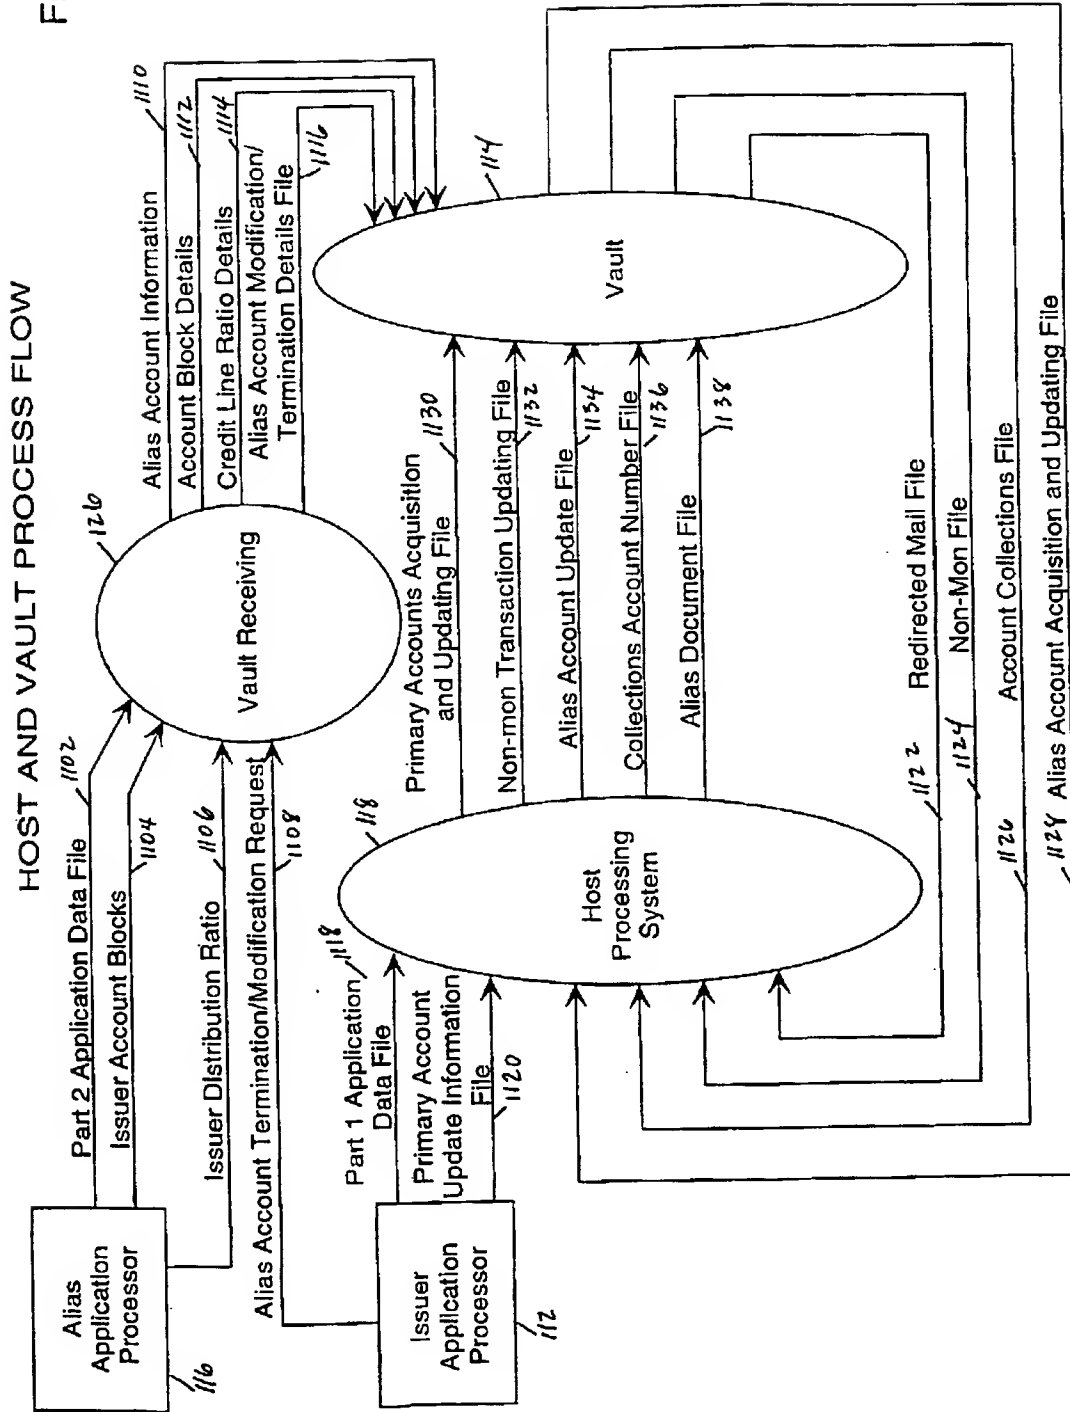 HOST AND VAULT PROCESS FLOW
F
Alias
Application
Processor
116
Part 2 Application Data File
1102
Issuer Account Blocks
1104
Issuer Distribution Ratio
1106
Alias Account Termination/Modification Request
1108
Vault Receiving
126
Alias Account Information
1110
Account Block Details
1112
Credit Line Ratio Details
1114
Alias Account Modification/
Termination Details File
1116
Issuer
Application
Processor
112
Part 1 Application
Data File
1118
Primary Account
Update Information
File
1120
Host
Processing
System
118
Primary Accounts Acquisition
and Updating File
1130
Non-mon Transaction Updating File
1132
Alias Account Update File
1134
Collections Account Number File
1136
Alias Document File
1138
Vault
114
Redirected Mail File
1122
Non-Mon File
1124
Account Collections File
1126
1128 Alias Account Acquisition and Updating File